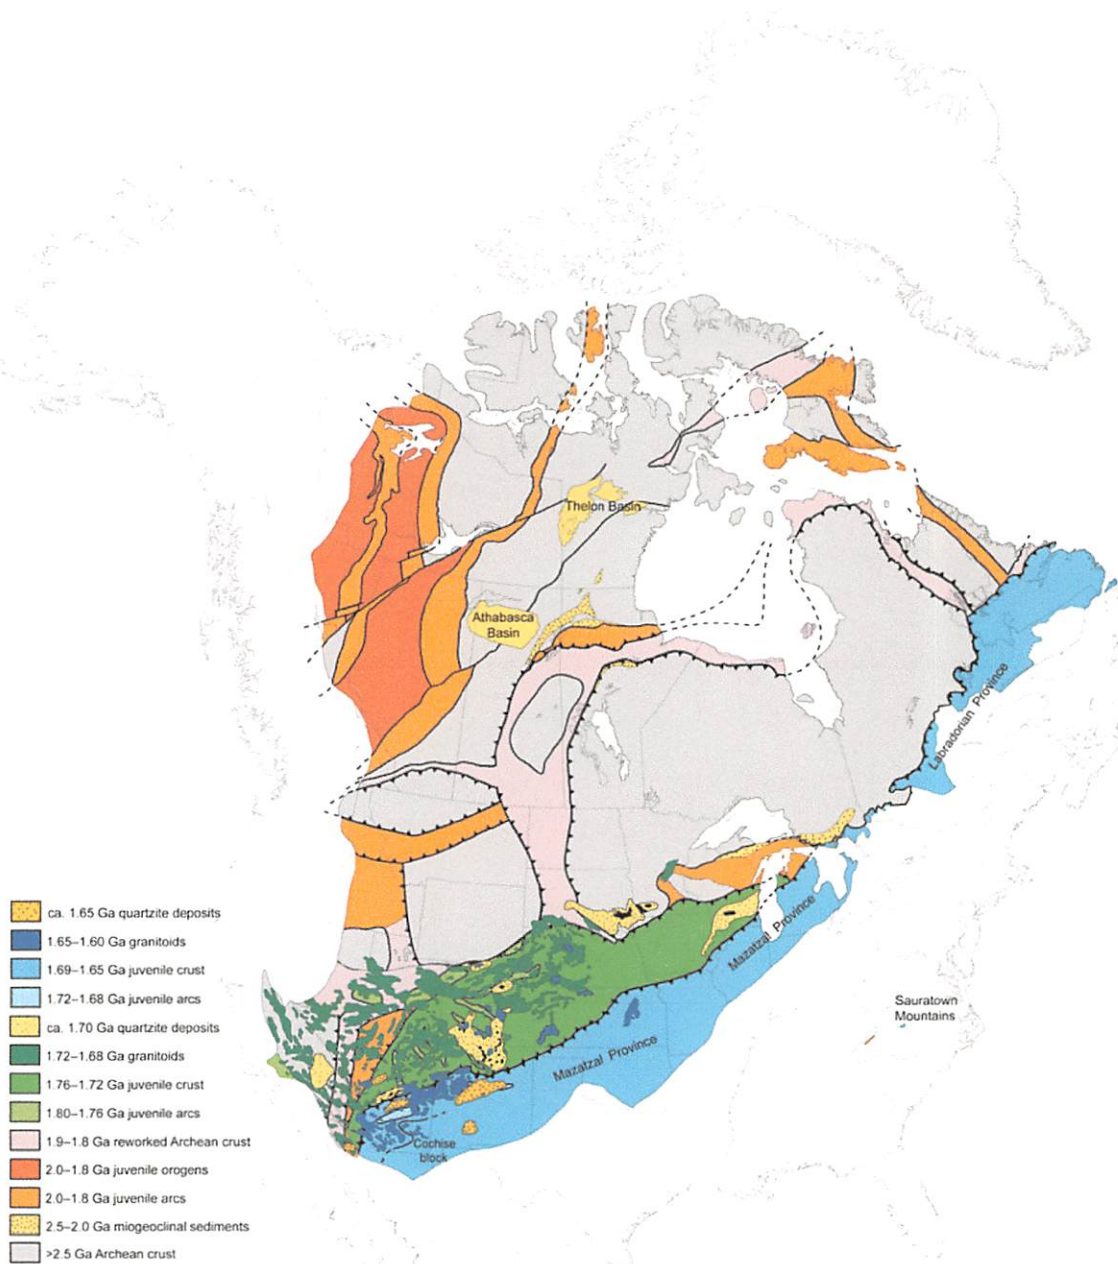 Thelon Basin
Athabasca
Basin
Labradorian Province
Mazatzal Province
Sauratown
Mountains
Mazatzal Province
Cochise
block
ca. 1.65 Ga quartzite deposits
1.65–1.60 Ga granitoids
1.69–1.65 Ga juvenile crust
1.72–1.68 Ga juvenile arcs
ca. 1.70 Ga quartzite deposits
1.72–1.68 Ga granitoids
1.76–1.72 Ga juvenile crust
1.80–1.76 Ga juvenile arcs
1.9–1.8 Ga reworked Archean crust
2.0–1.8 Ga juvenile orogens
2.0–1.8 Ga juvenile arcs
2.5–2.0 Ga miogeoclinal sediments
>2.5 Ga Archean crust